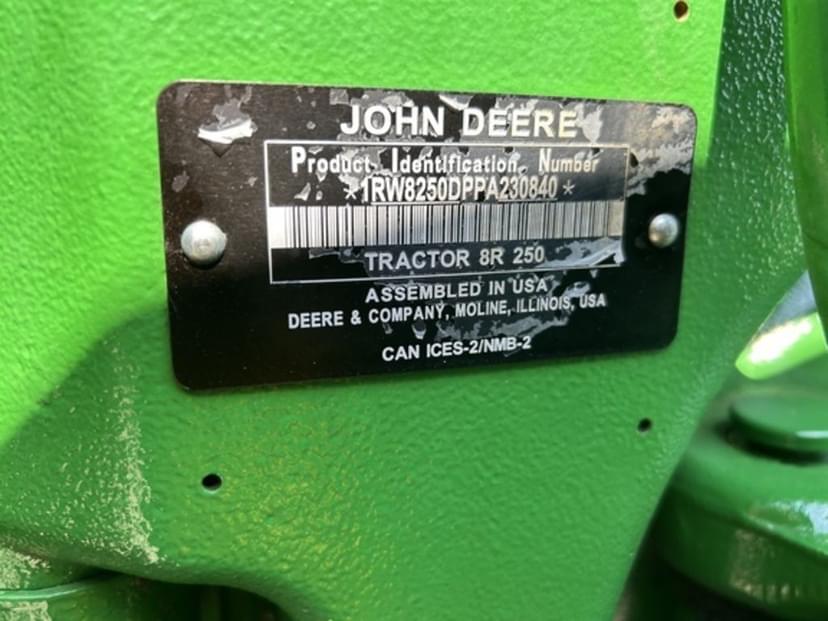 JOHN DEERE
Product Identification Number
*1RW8250DPPA230840*
TRACTOR 8R 250
ASSEMBLED IN USA
DEERE & COMPANY, MOLINE, ILLINOIS, USA
CAN ICES-2/NMB-2